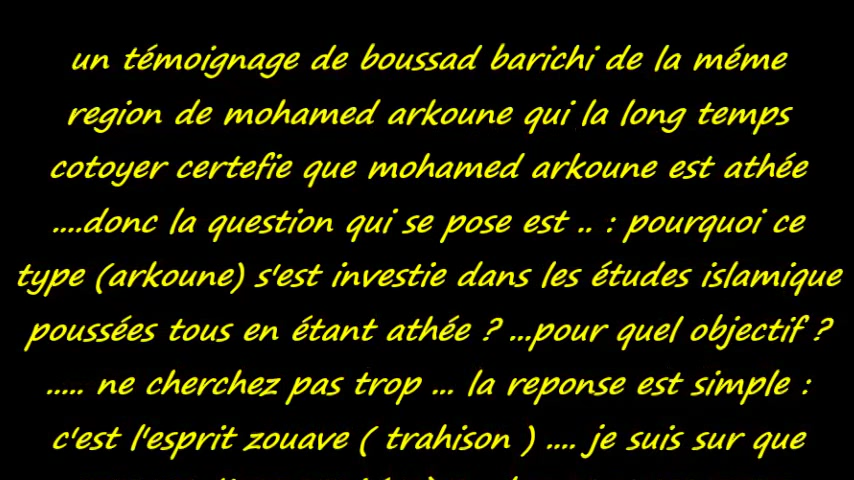 un témoignage de boussad barichi de la méme
region de mohamed arkoune qui la long temps
cotoyer certefie que mohamed arkoune est athée
....donc la question qui se pose est .. : pourquoi ce
type (arkoune) s'est investie dans les études islamique
poussées tous en étant athée ? ...pour quel objectif ?
..... ne cherchez pas trop ... la reponse est simple :
c'est l'esprit zouave ( trahison ) .... je suis sur que